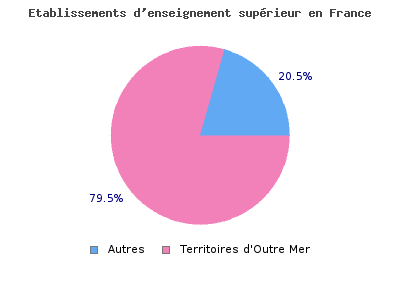 Etablissements d’enseignement supérieur en France
20.5%
79.5%
Autres
Territoires d'Outre Mer